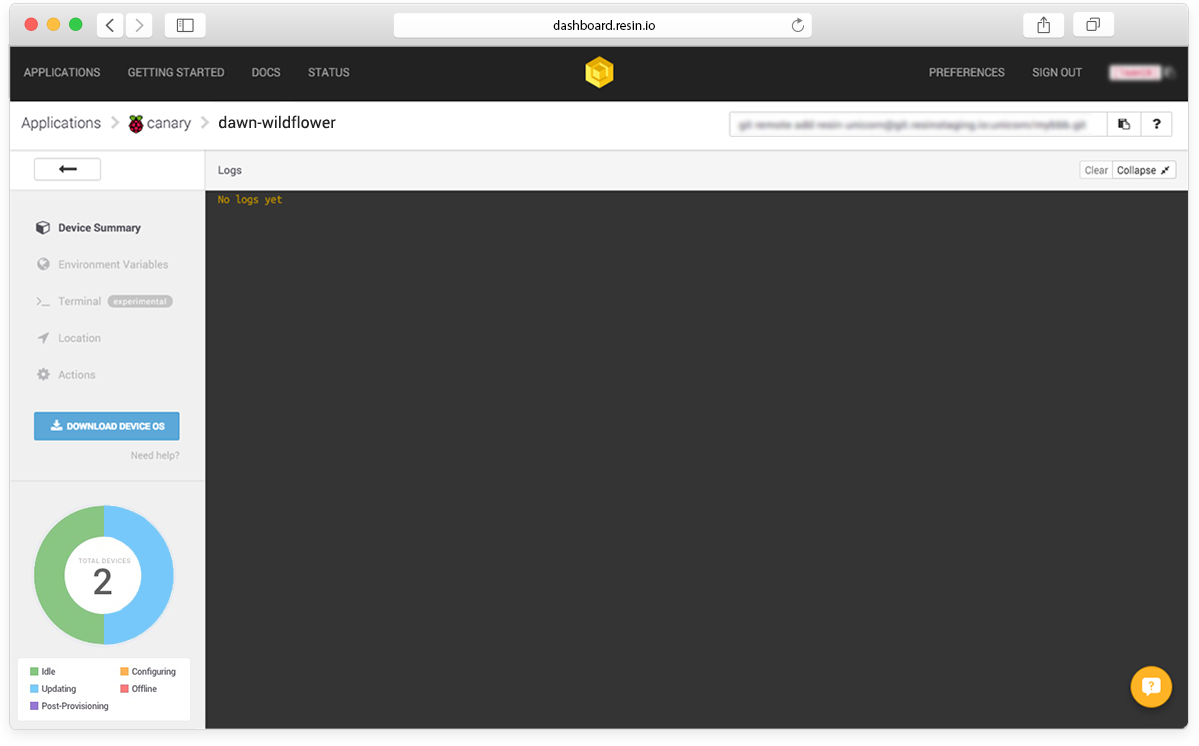 dashboard.resin.io
APPLICATIONS GETTING STARTED DOCS STATUS PREFERENCES SIGN OUT
Applications canary dawn-wildflower ?
Logs Clear Collapse
No logs yet
Device Summary
Environment Variables
Terminal experimental
Location
Actions
DOWNLOAD DEVICE OS
Need help?
TOTAL DEVICES
2
Idle Configuring
Updating Offline
Post-Provisioning
?